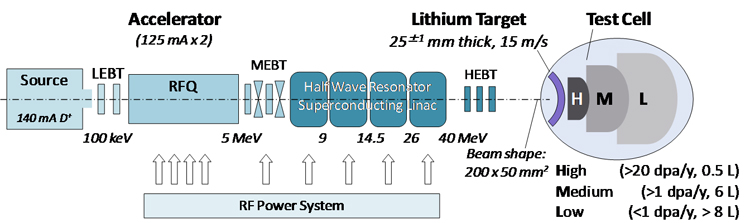 Accelerator
(125 mA x 2)
Lithium Target
25±1 mm thick, 15 m/s
Test Cell
Source
140 mA D+
LEBT
RFQ
MEBT
Half Wave Resonator
Superconducting Linac
HEBT
100 keV
5 MeV
9
14.5
26
40 MeV
H
M
L
Beam shape:
200 x 50 mm²
RF Power System
High (>20 dpa/y, 0.5 L)
Medium (>1 dpa/y, 6 L)
Low (<1 dpa/y, > 8 L)